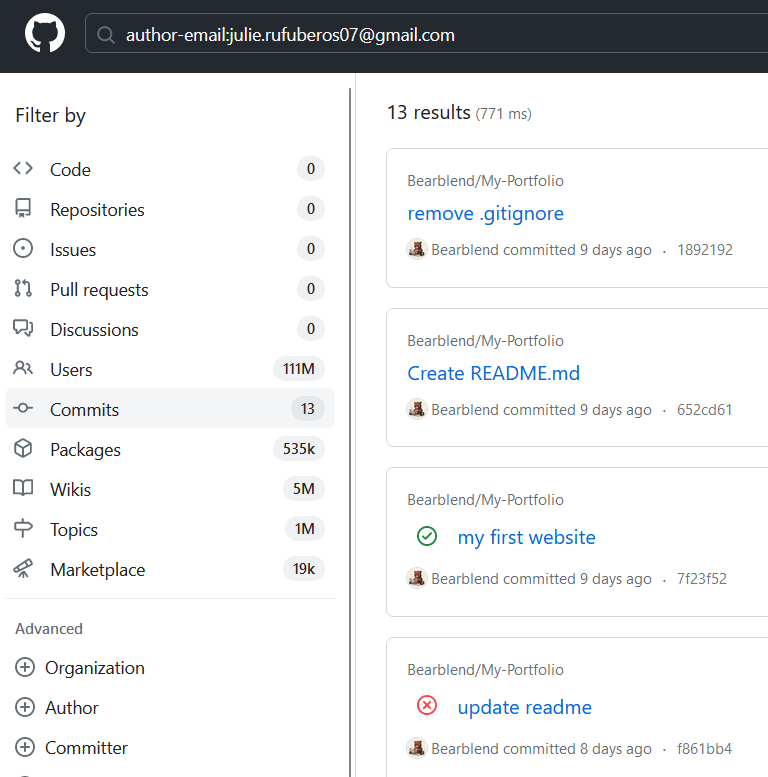 author-email:julie.rufuberos07@gmail.com
Filter by
Code 0
Repositories 0
Issues 0
Pull requests 0
Discussions 0
Users 111M
Commits 13
Packages 535k
Wikis 5M
Topics 1M
Marketplace 19k
Advanced
Organization
Author
Committer
13 results (771 ms)
Bearblend/My-Portfolio
remove .gitignore
Bearblend committed 9 days ago · 1892192
Bearblend/My-Portfolio
Create README.md
Bearblend committed 9 days ago · 652cd61
Bearblend/My-Portfolio
my first website
Bearblend committed 9 days ago · 7f23f52
Bearblend/My-Portfolio
update readme
Bearblend committed 8 days ago · f861bb4